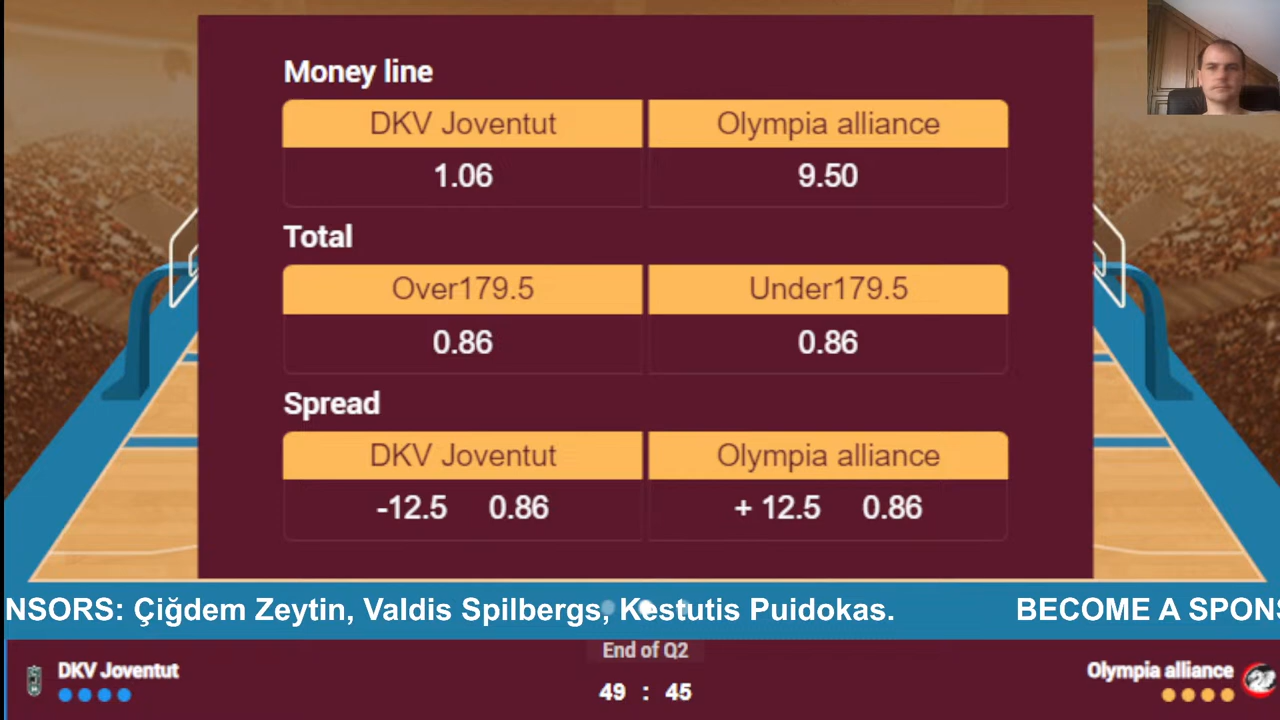 Money line
DKV Joventut Olympia alliance
1.06 9.50
Total
Over179.5 Under179.5
0.86 0.86
Spread
DKV Joventut Olympia alliance
-12.5 0.86 + 12.5 0.86
NSORS: Çiğdem Zeytin, Valdis Spilbergs, Kestutis Puidokas. BECOME A SPONS
End of Q2
DKV Joventut 49 : 45 Olympia alliance